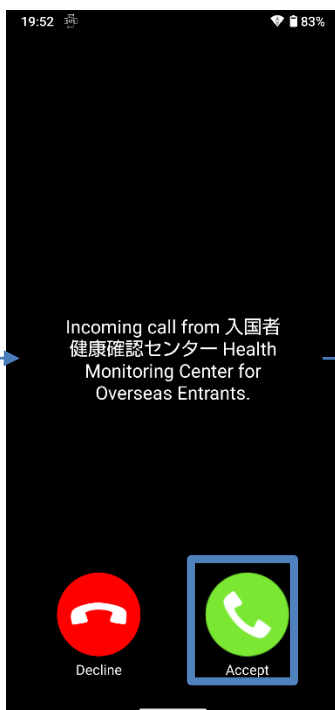 19:52
83%
Incoming call from 入国者
健康確認センター Health
Monitoring Center for
Overseas Entrants.
Decline
Accept